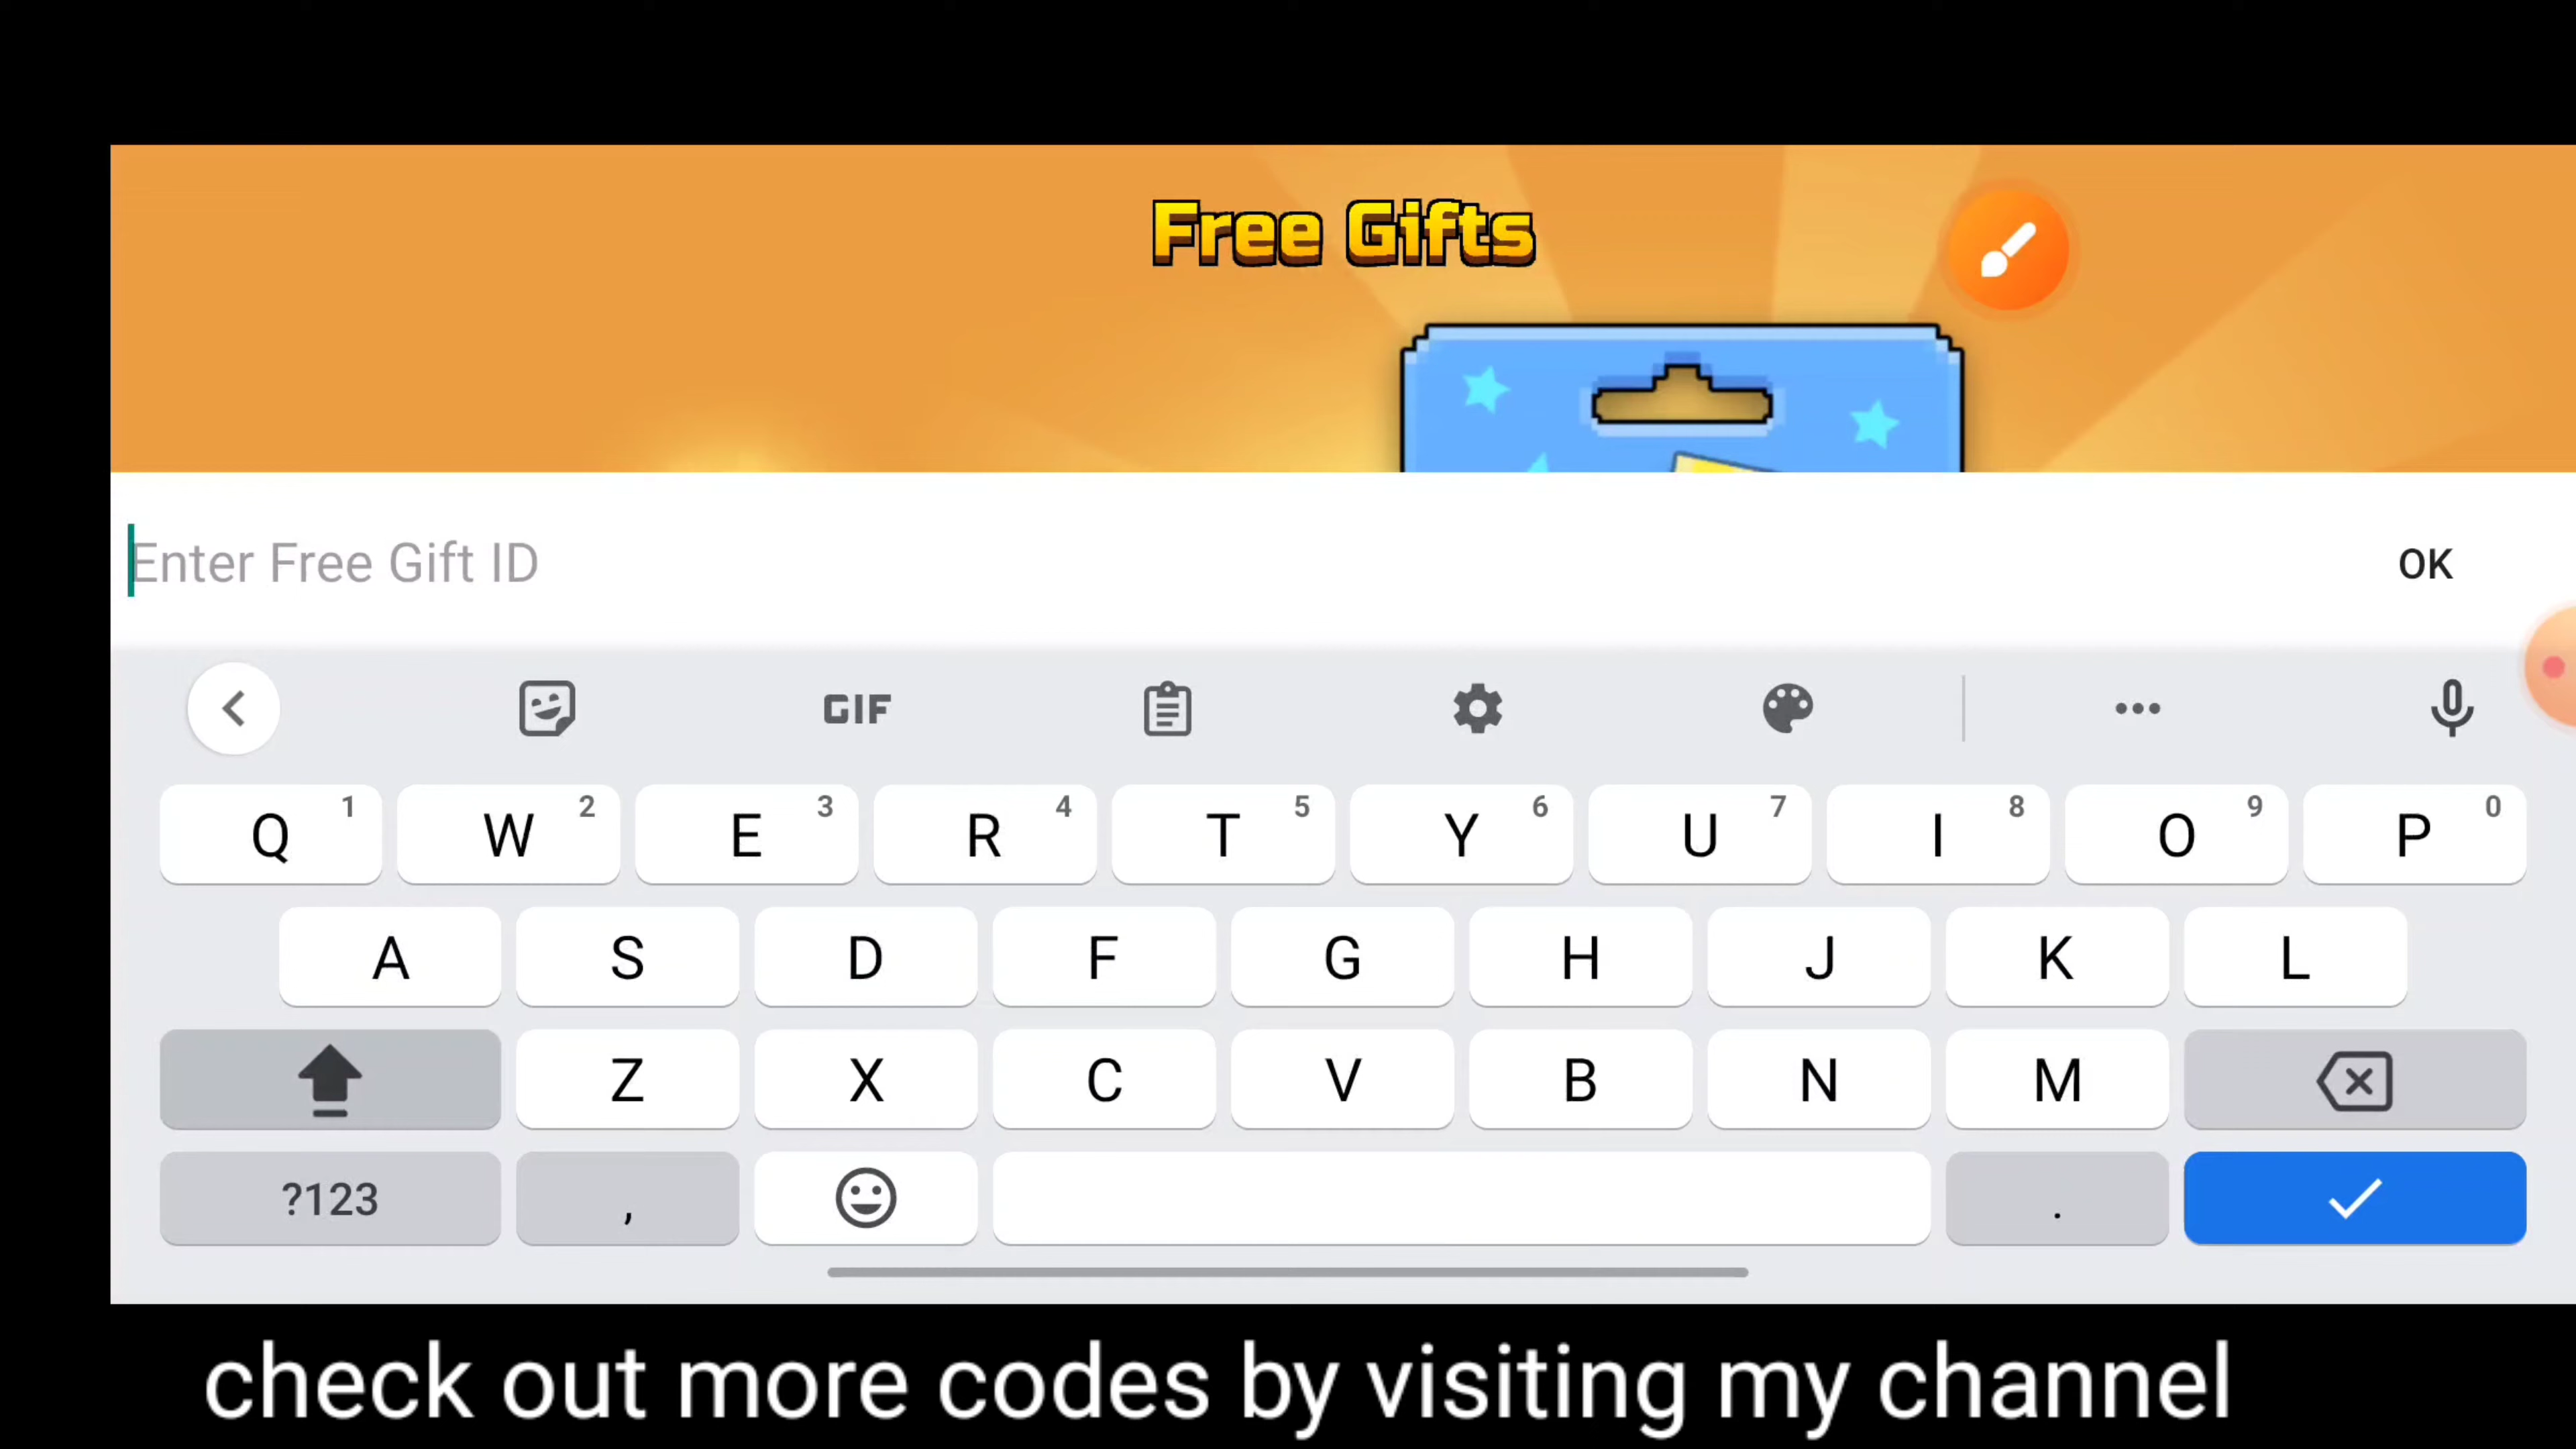 Free Gifts
Enter Free Gift ID
OK
GIF
Q 1 W 2 E 3 R 4 T 5 Y 6 U 7 I 8 O 9 P 0
A S D F G H J K L
Z X C V B N M
?123 , .
check out more codes by visiting my channel